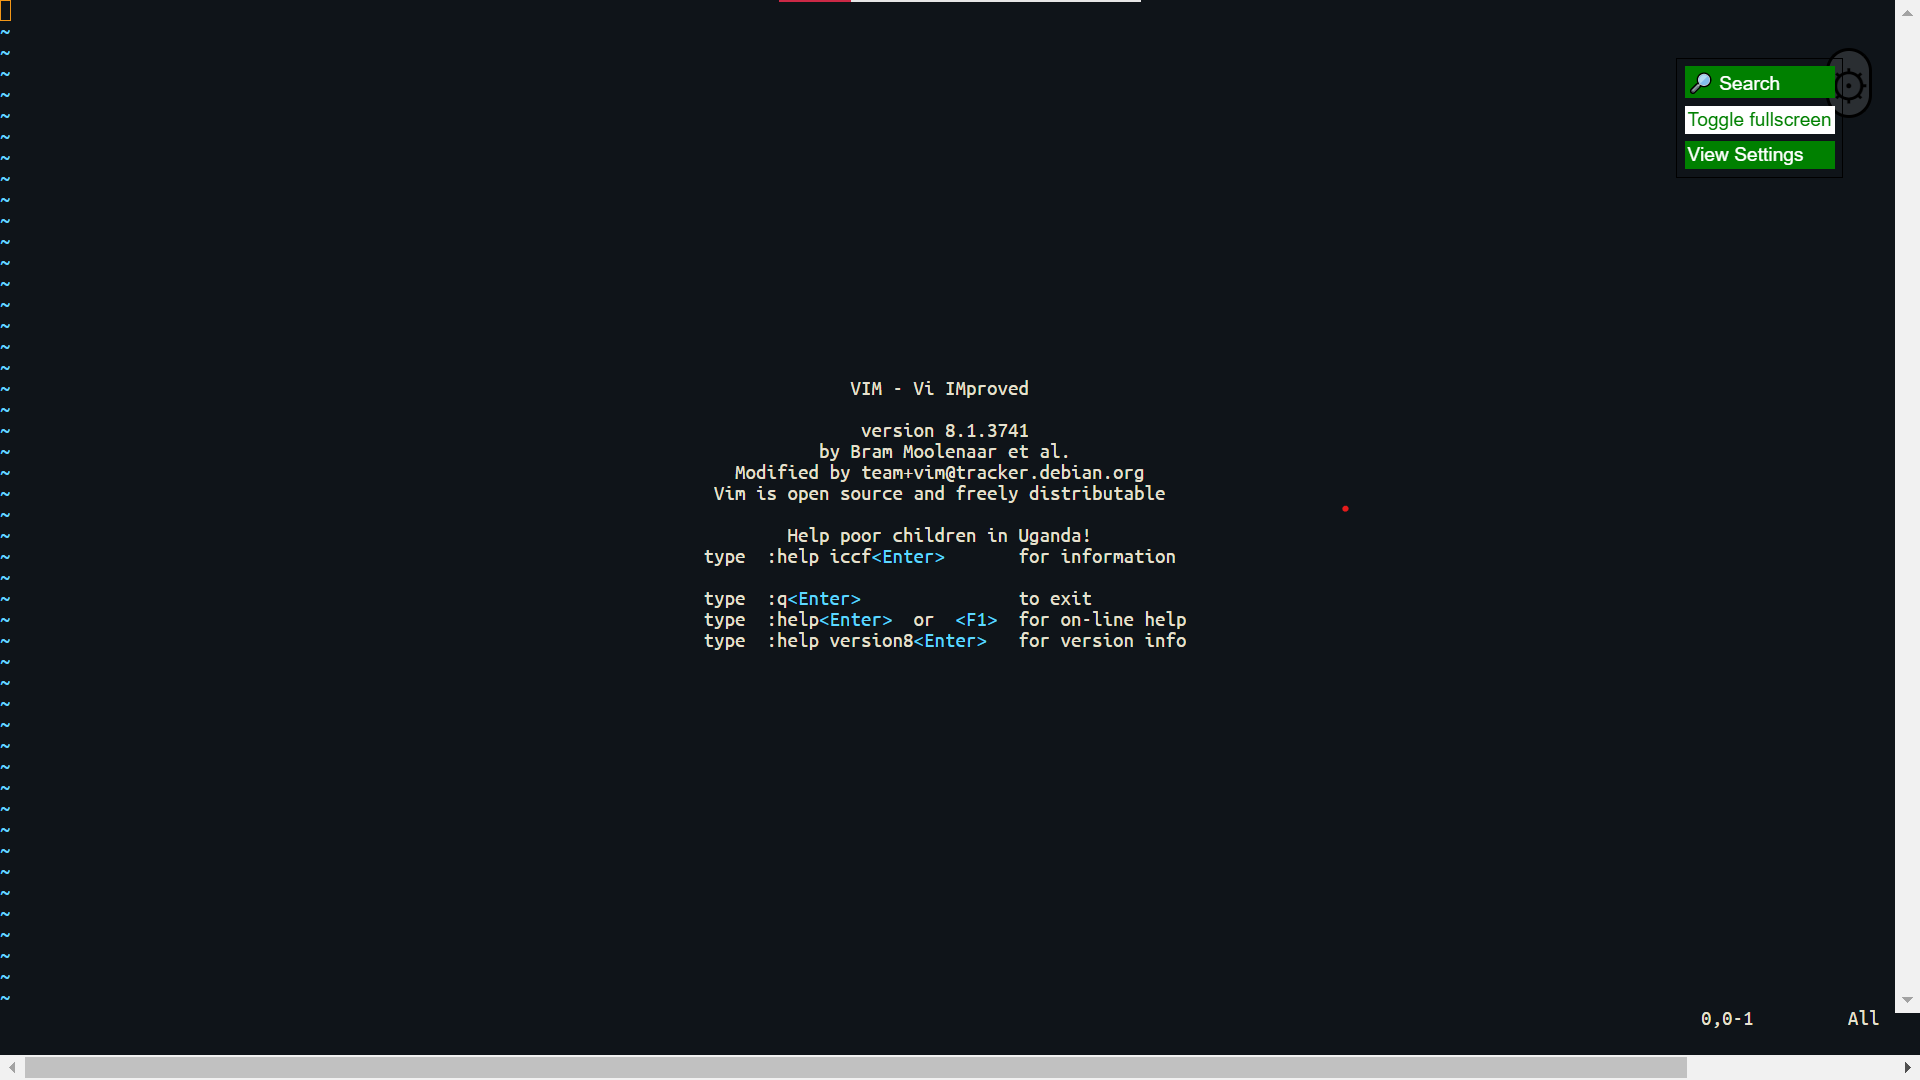 Search
Toggle fullscreen
View Settings
VIM - Vi IMproved
version 8.1.3741
by Bram Moolenaar et al.
Modified by team+vim@tracker.debian.org
Vim is open source and freely distributable
Help poor children in Uganda!
type :help iccf<Enter> for information
type :q<Enter> to exit
type :help<Enter> or <F1> for on-line help
type :help version8<Enter> for version info
0,0-1 All